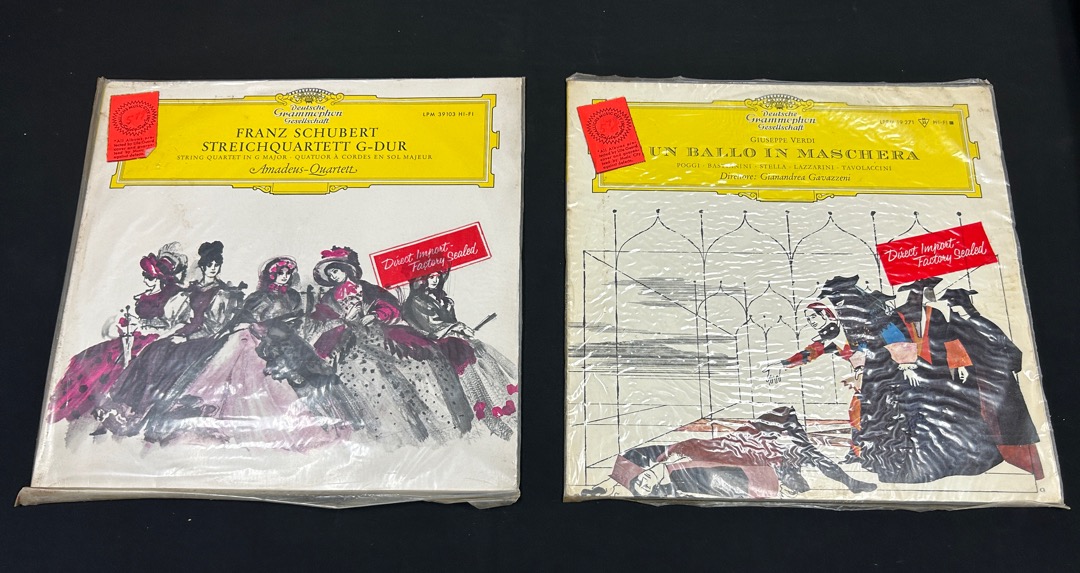 Deutsche
Grammophon
Gesellschaft
LPM 39103 HI-FI
FRANZ SCHUBERT
STREICHQUARTETT G-DUR
STRING QUARTET IN G MAJOR · QUATUOR À CORDES EN SOL MAJEUR
Amadeus-Quartett
Direct Import-
Factory Sealed
Deutsche
Grammophon
Gesellschaft
HI-FI
GIUSEPPE VERDI
UN BALLO IN MASCHERA
POGGI · BASTIANINI · STELLA · LAZZARINI · TAVOLACCINI
Direttore: Gianandrea Gavazzeni
Direct Import-
Factory Sealed